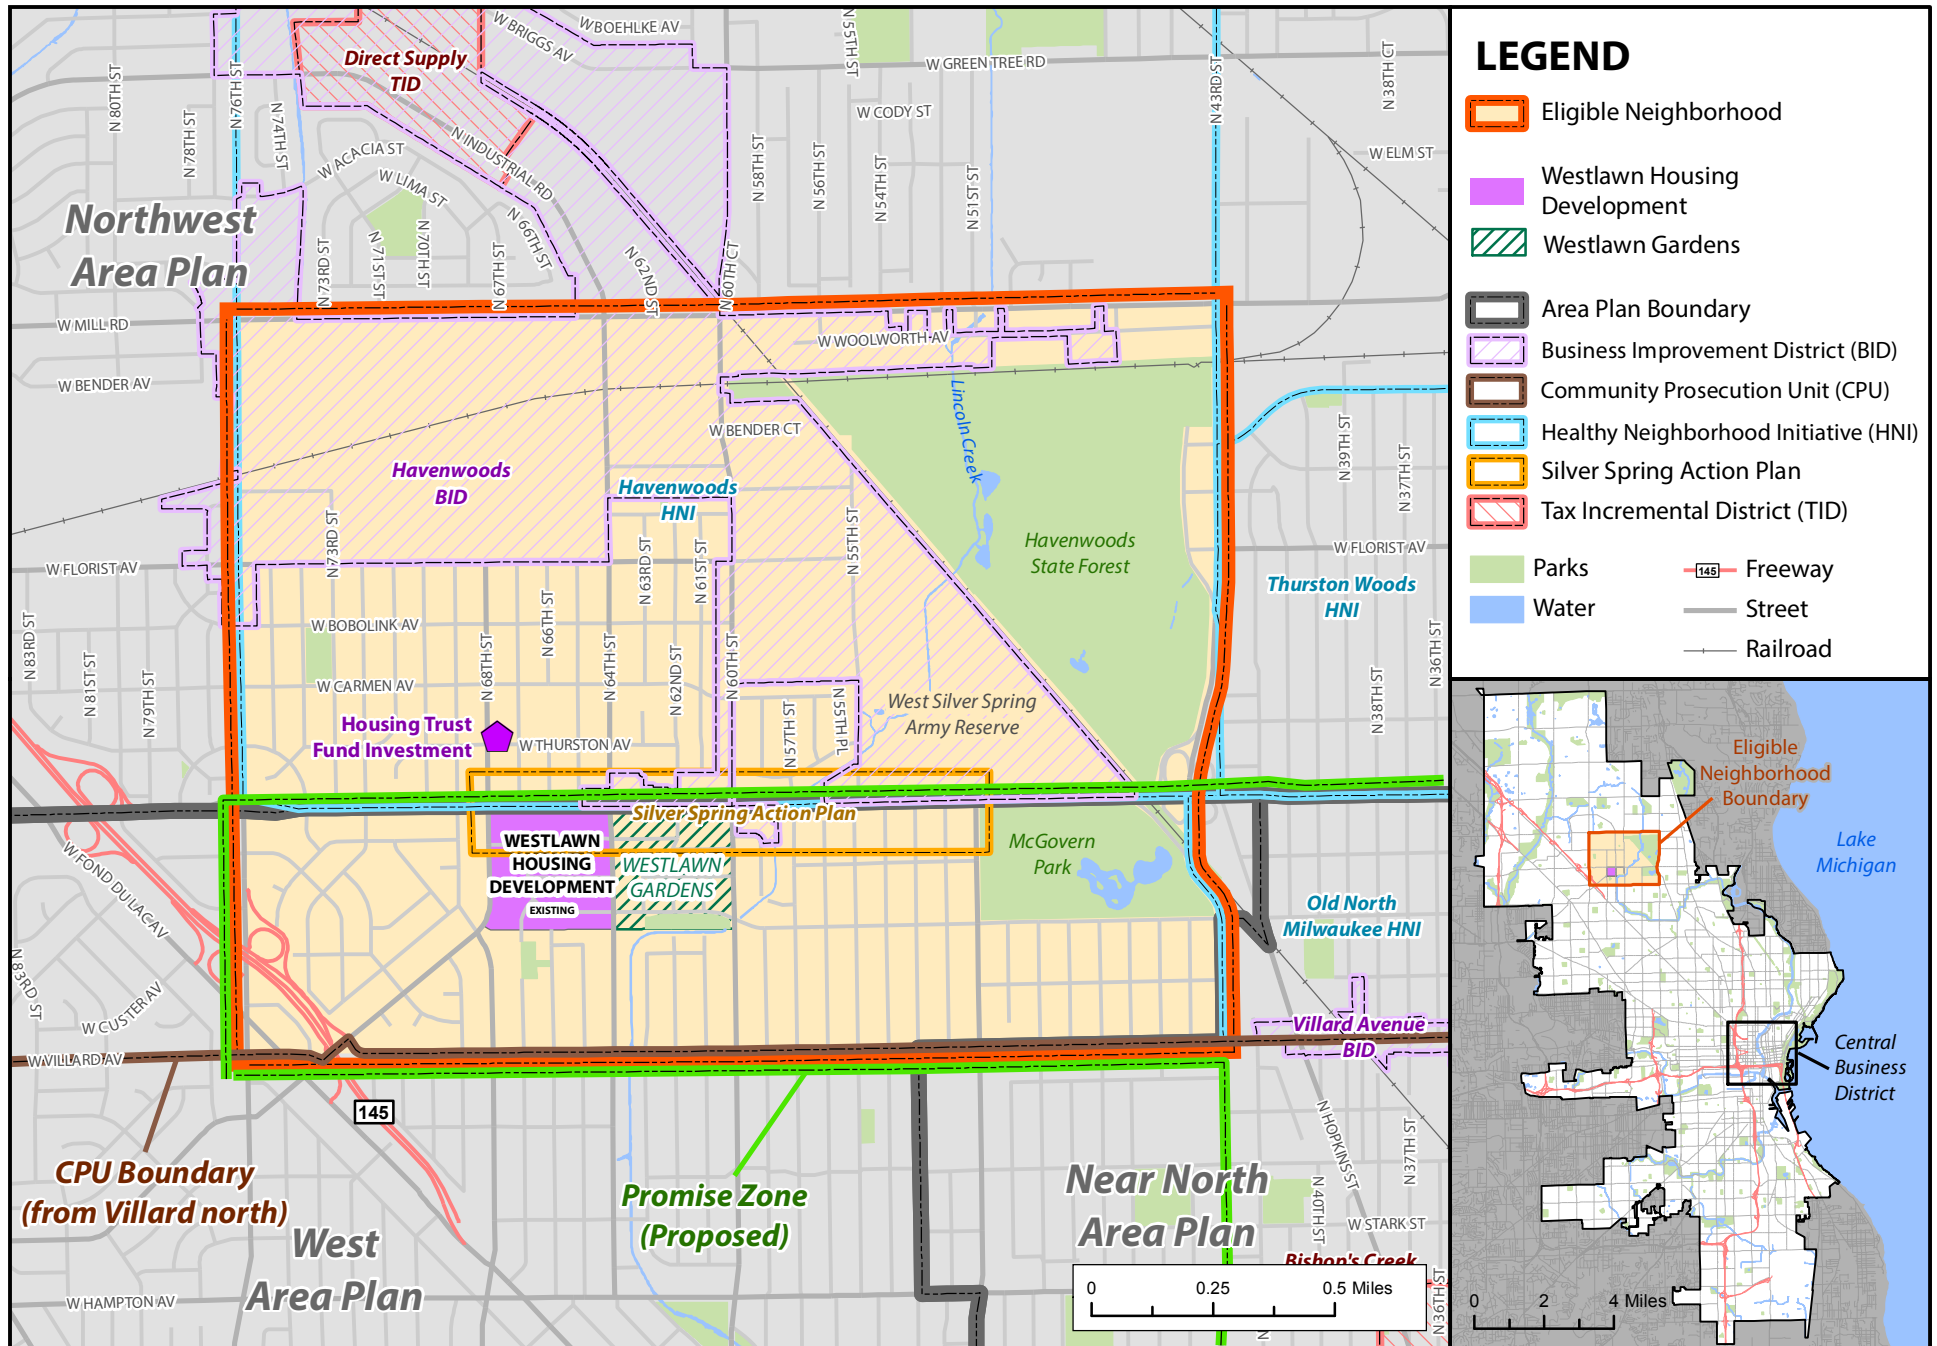 W BOEHLKE AV
W BRIGGS AV
Direct Supply
TID
N 55TH ST
W GREEN TREE RD
N 80TH ST
N 76TH ST
N 43RD ST
N 38TH CT
N 78TH ST
N 74TH ST
W CODY ST
N INDUSTRIAL RD
W ACACIA ST
W LIMA ST
N 58TH ST
N 56TH ST
N 54TH ST
N 51ST ST
W ELM ST
Northwest
Area Plan
N 73RD ST
N 71ST ST
N 70TH ST
N 67TH ST
N 66TH ST
N 62ND ST
N 60TH CT
W MILL RD
W WOOLWORTH AV
W BENDER AV
Lincoln Creek
W BENDER CT
N 39TH ST
N 37TH ST
Havenwoods
BID
Havenwoods
HNI
Havenwoods
State Forest
N 73RD ST
N 63RD ST
N 61ST ST
N 55TH ST
W FLORIST AV
W FLORIST AV
Thurston Woods
HNI
N 83RD ST
W BOBOLINK AV
N 66TH ST
N 68TH ST
N 64TH ST
N 62ND ST
N 60TH ST
N 36TH ST
N 81ST ST
N 79TH ST
W CARMEN AV
N 57TH ST
N 55TH PL
West Silver Spring
Army Reserve
N 38TH ST
Housing Trust
Fund Investment
W THURSTON AV
Silver Spring Action Plan
WESTLAWN
HOUSING
DEVELOPMENT
EXISTING
WESTLAWN
GARDENS
McGovern
Park
W FOND DU LAC AV
Old North
Milwaukee HNI
N 83RD ST
W CUSTER AV
Villard Avenue
BID
W VILLARD AV
145
N HOPKINS ST
N 37TH ST
CPU Boundary
(from Villard north)
Promise Zone
(Proposed)
Near North
Area Plan
N 40TH ST
W STARK ST
West
Area Plan
Bishop's Creek
W HAMPTON AV
N 36TH ST
0 0.25 0.5 Miles
N
LEGEND
Eligible Neighborhood
Westlawn Housing
Development
Westlawn Gardens
Area Plan Boundary
Business Improvement District (BID)
Community Prosecution Unit (CPU)
Healthy Neighborhood Initiative (HNI)
Silver Spring Action Plan
Tax Incremental District (TID)
Parks
145 Freeway
Water
Street
Railroad
Eligible
Neighborhood
Boundary
Lake
Michigan
Central
Business
District
0 2 4 Miles